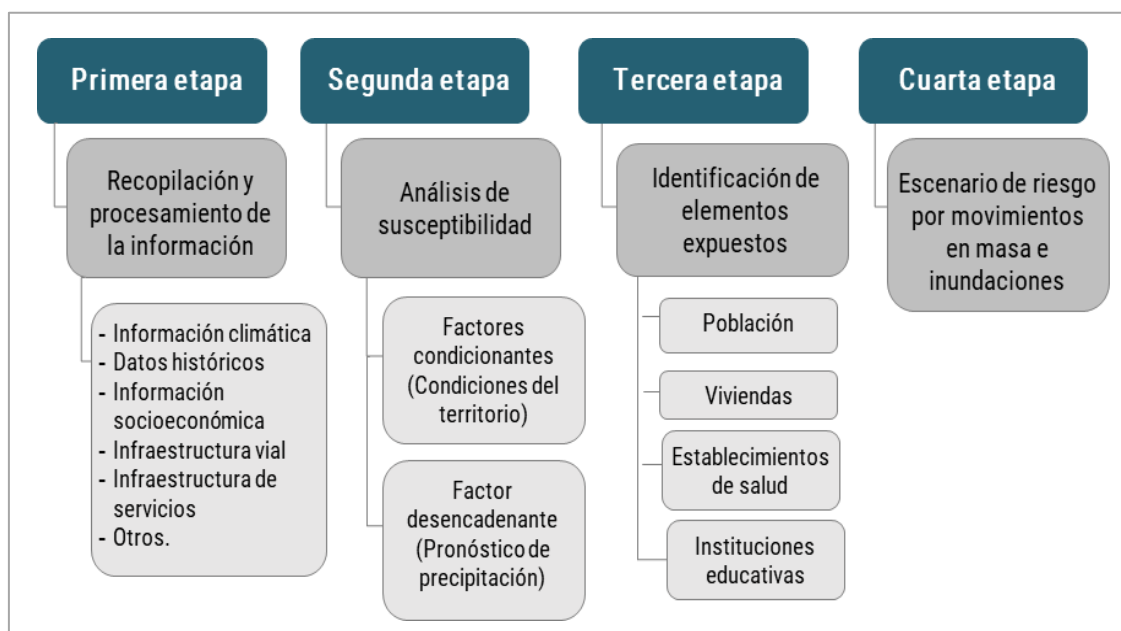 Primera etapa
Recopilación y
procesamiento de
la información
- Información climática
- Datos históricos
- Información
socioeconómica
- Infraestructura vial
- Infraestructura de
servicios
- Otros.
Segunda etapa
Análisis de
susceptibilidad
Factores
condicionantes
(Condiciones del
territorio)
Factor
desencadenante
(Pronóstico de
precipitación)
Tercera etapa
Identificación de
elementos
expuestos
Población
Viviendas
Establecimientos
de salud
Instituciones
educativas
Cuarta etapa
Escenario de riesgo
por movimientos
en masa e
inundaciones